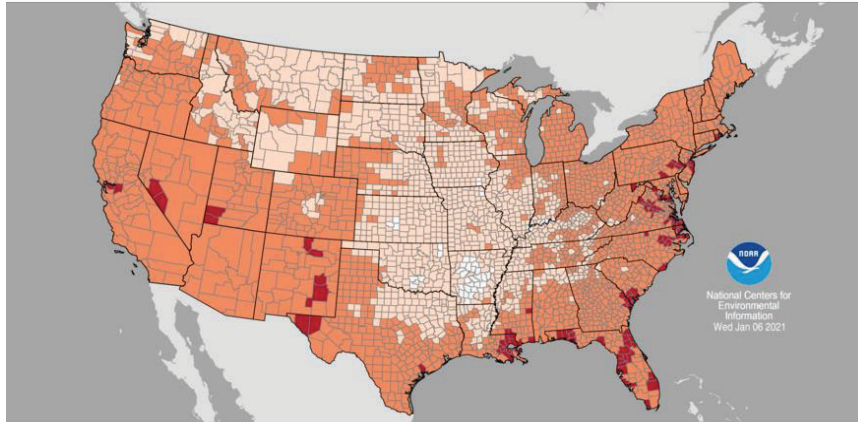 NOAA
National Centers for
Environmental
Information
Wed Jan 06 2021